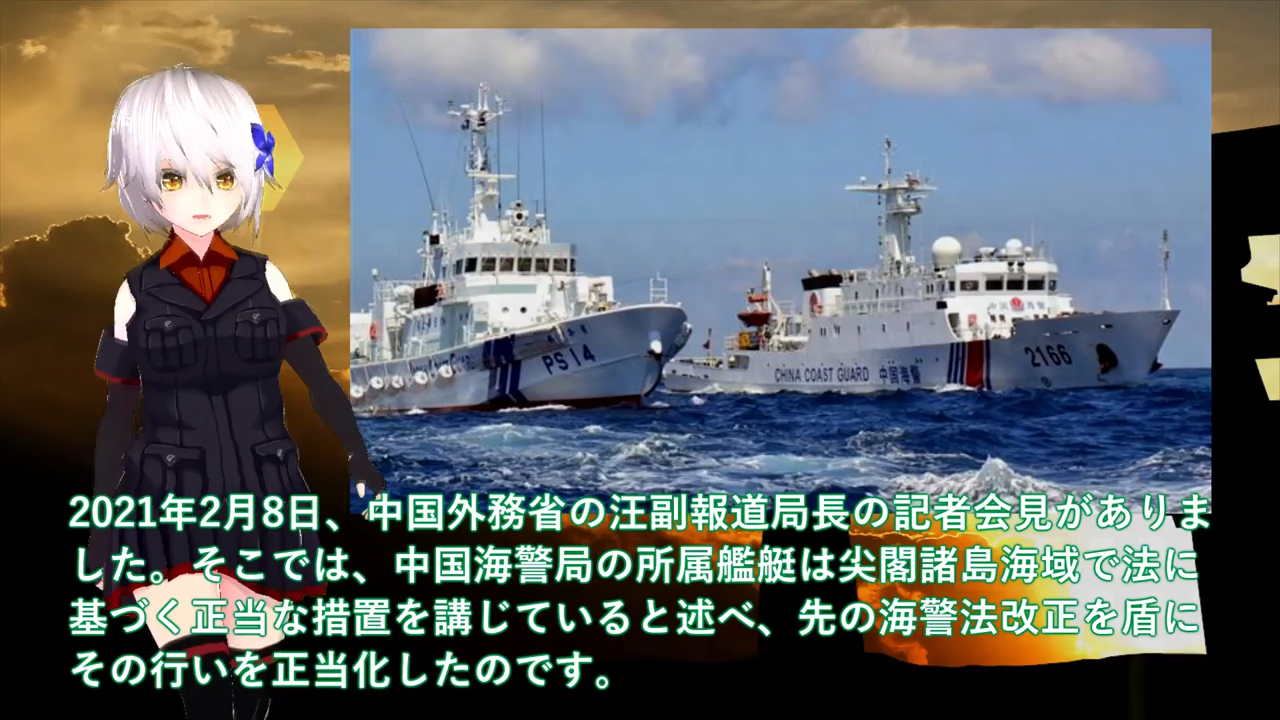 PS14
CHINA COAST GUARD 中国海警
2166
2021年2月8日、中国外務省の汪副報道局長の記者会見がありま
した。そこでは、中国海警局の所属艦艇は尖閣諸島海域で法に
基づく正当な措置を講じていると述べ、先の海警法改正を盾に
その行いを正当化したのです。